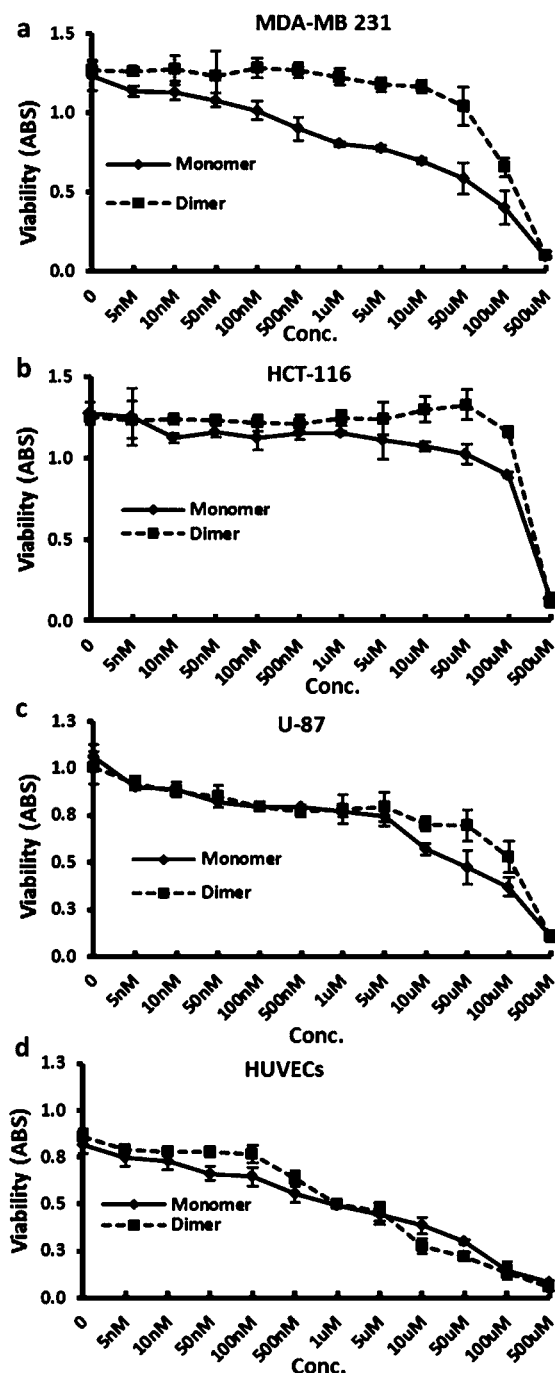 a
MDA-MB 231
1.5
1.0
0.5
0.0
Viability (ABS)
Monomer
Dimer
0
5nM
10nM
50nM
100nM
500nM
1uM
5uM
10uM
50uM
100uM
500uM
Conc.
b
HCT-116
1.5
1.0
0.5
0.0
Viability (ABS)
Monomer
Dimer
0
5nM
10nM
50nM
100nM
500nM
1uM
5uM
10uM
50uM
100uM
500uM
Conc.
c
U-87
1.3
1.0
0.8
0.5
0.3
0.0
Viability (ABS)
Monomer
Dimer
0
5nM
10nM
50nM
100nM
500nM
1uM
5uM
10uM
50uM
100uM
500uM
Conc.
d
HUVECs
1.3
1.0
0.8
0.5
0.3
0.0
Viability (ABS)
Monomer
Dimer
0
5nM
10nM
50nM
100nM
500nM
1uM
5uM
10uM
50uM
100uM
500uM
Conc.